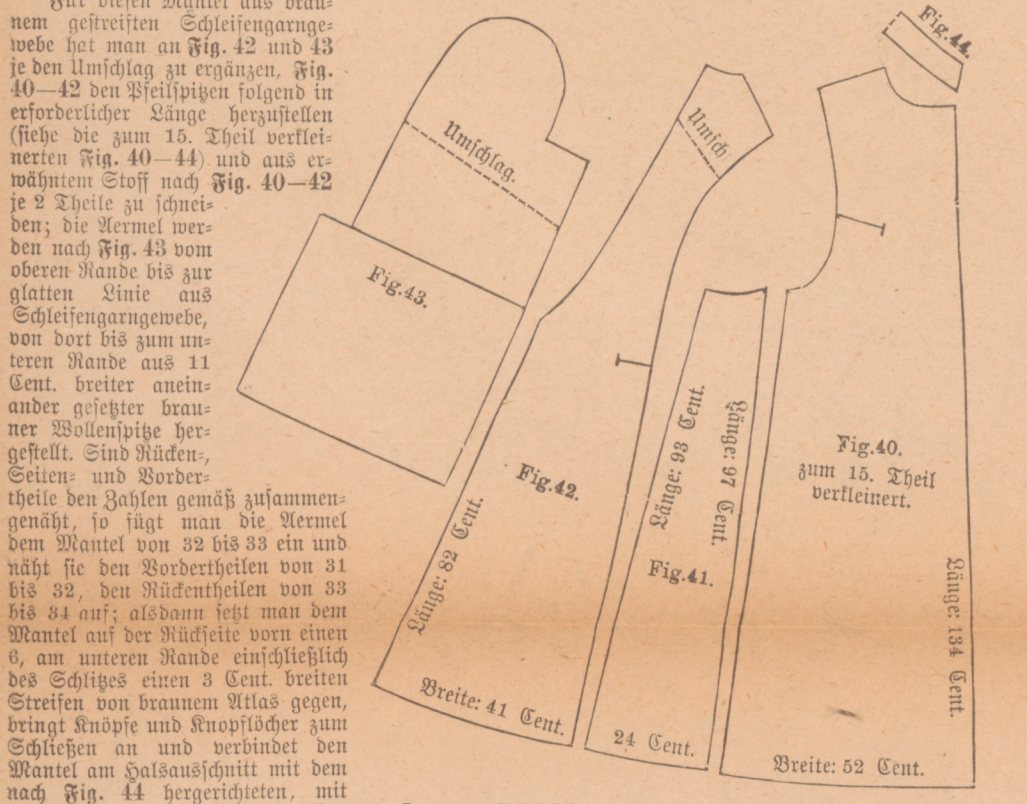 Für diesen Mantel aus brau=
nem gestreiften Schleifengarnge=
webe hat man an Fig. 42 und 43
je den Umschlag zu ergänzen, Fig.
40—42 den Pfeilspitzen folgend in
erforderlicher Länge herzustellen
(siehe die zum 15. Theil verklei=
nerten Fig. 40—44) und aus er=
wähntem Stoff nach Fig. 40—42
je 2 Theile zu schnei=
den; die Aermel wer=
den nach Fig. 43 vom
oberen Rande bis zur
glatten Linie aus
Schleifengarngewebe,
von dort bis zum un=
teren Rande aus 11
Cent. breiter anein=
ander gesetzter brau=
ner Wollenspitze her=
gestellt. Sind Rücken=,
Seiten= und Vorder=
theile den Zahlen gemäß zusammen=
genäht, so fügt man die Aermel
dem Mantel von 32 bis 33 ein und
näht sie den Vordertheilen von 31
bis 32, den Rückentheilen von 33
bis 34 auf; alsdann setzt man dem
Mantel auf der Rückseite vorn einen
6, am unteren Rande einschließlich
des Schlitzes einen 3 Cent. breiten
Streifen von braunem Atlas gegen,
bringt Knöpfe und Knopflöcher zum
Schließen an und verbindet den
Mantel am Halsausschnitt mit dem
nach Fig. 44 hergerichteten, mit
Umschlag.
Fig.43.
Umsch
Fig.42.
Länge: 82 Cent.
Breite: 41 Cent.
Länge: 93 Cent.
Länge: 97 Cent.
Fig.41.
24 Cent.
Fig.44.
Fig.40.
zum 15. Theil
verkleinert.
Länge: 134 Cent.
Breite: 52 Cent.